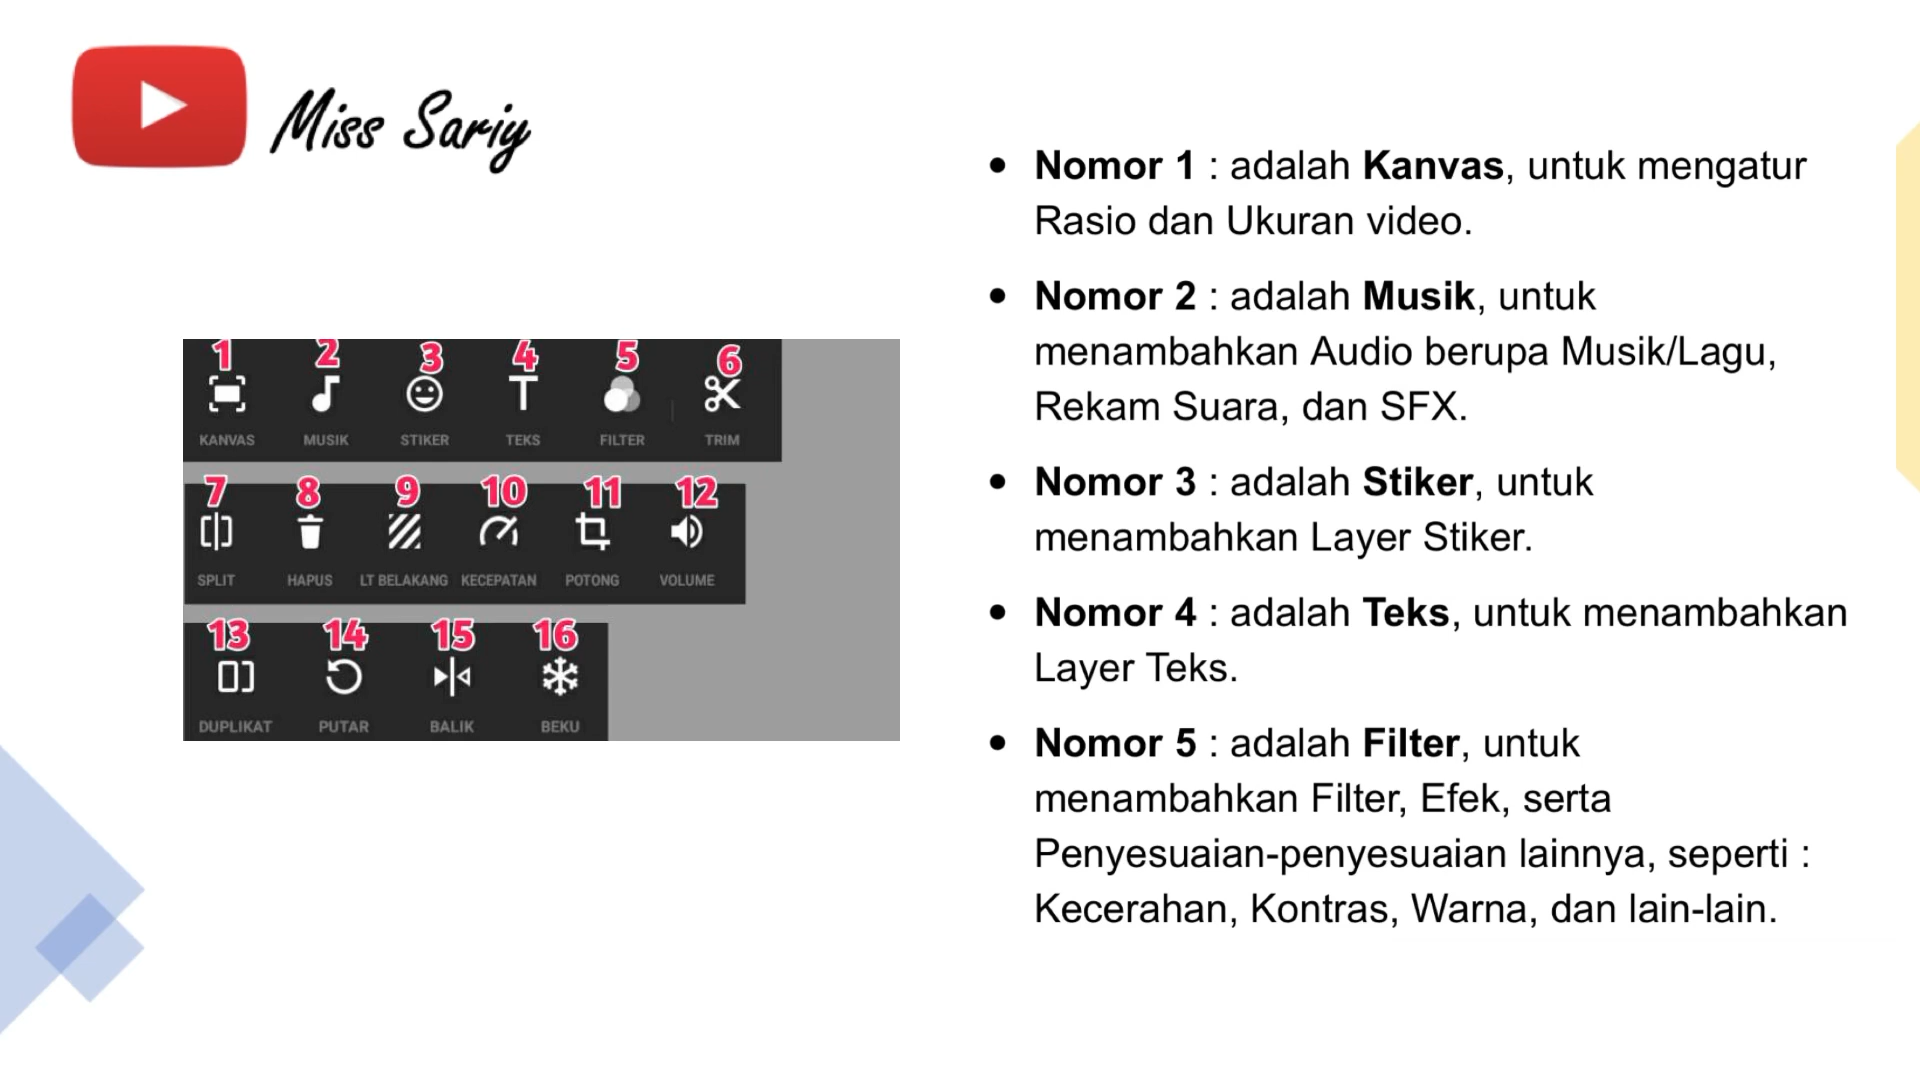 Miss Sariy
1 2 3 4 5 6
KANVAS MUSIK STIKER TEKS FILTER TRIM
7 8 9 10 11 12
SPLIT HAPUS LT BELAKANG KECEPATAN POTONG VOLUME
13 14 15 16
DUPLIKAT PUTAR BALIK BEKU
• Nomor 1 : adalah Kanvas, untuk mengatur
Rasio dan Ukuran video.
• Nomor 2 : adalah Musik, untuk
menambahkan Audio berupa Musik/Lagu,
Rekam Suara, dan SFX.
• Nomor 3 : adalah Stiker, untuk
menambahkan Layer Stiker.
• Nomor 4 : adalah Teks, untuk menambahkan
Layer Teks.
• Nomor 5 : adalah Filter, untuk
menambahkan Filter, Efek, serta
Penyesuaian-penyesuaian lainnya, seperti :
Kecerahan, Kontras, Warna, dan lain-lain.